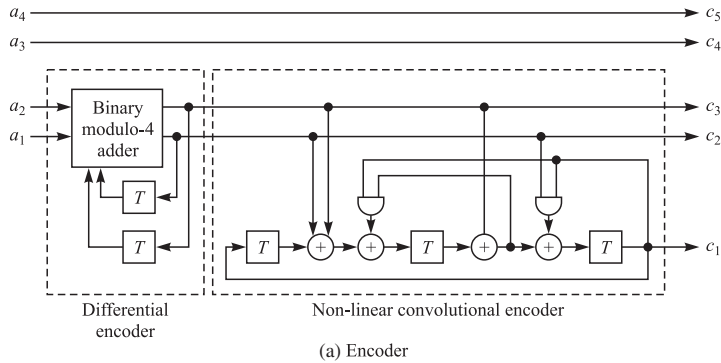 a4 c5
a3 c4
a2 Binary modulo-4 adder c3
a1 c2
T
T
T + + T + + T c1
Differential encoder
Non-linear convolutional encoder
(a) Encoder